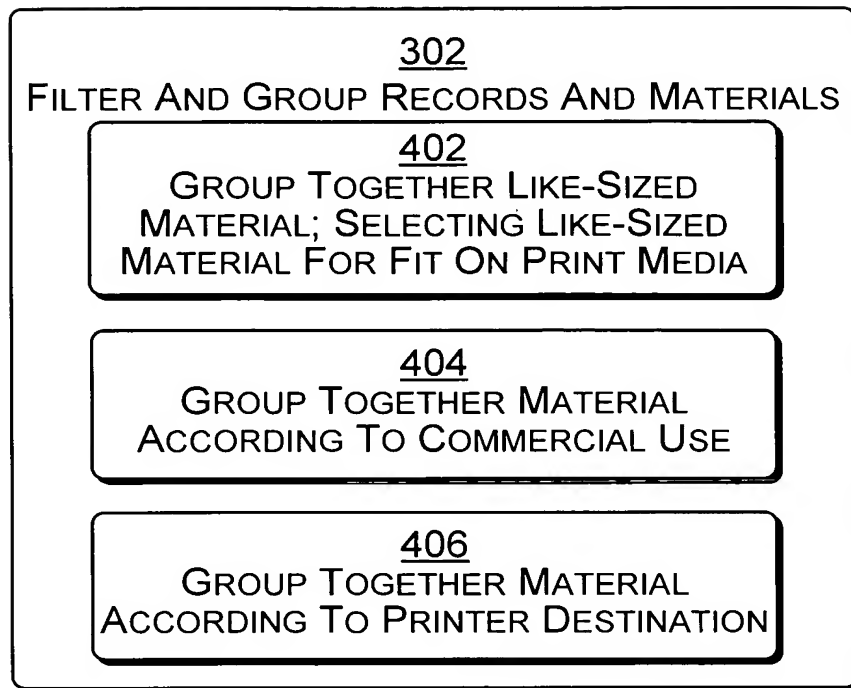 302
FILTER AND GROUP RECORDS AND MATERIALS
402
GROUP TOGETHER LIKE-SIZED
MATERIAL; SELECTING LIKE-SIZED
MATERIAL FOR FIT ON PRINT MEDIA
404
GROUP TOGETHER MATERIAL
ACCORDING TO COMMERCIAL USE
406
GROUP TOGETHER MATERIAL
ACCORDING TO PRINTER DESTINATION